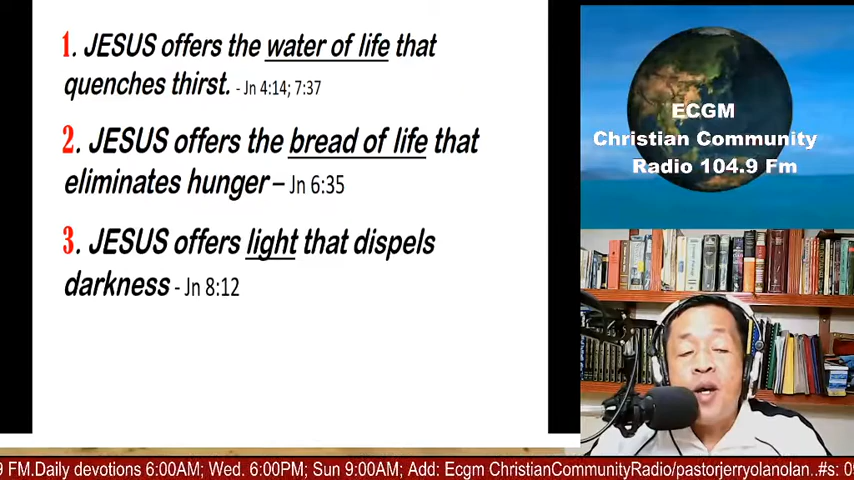 1. JESUS offers the water of life that
quenches thirst. - Jn 4:14; 7:37
2. JESUS offers the bread of life that
eliminates hunger – Jn 6:35
3. JESUS offers light that dispels
darkness - Jn 8:12
ECGM
Christian Community
Radio 104.9 Fm
9 FM.Daily devotions 6:00AM; Wed. 6:00PM; Sun 9:00AM; Add: Ecgm ChristianCommunityRadio/pastorjerryolanolan..#s: 09